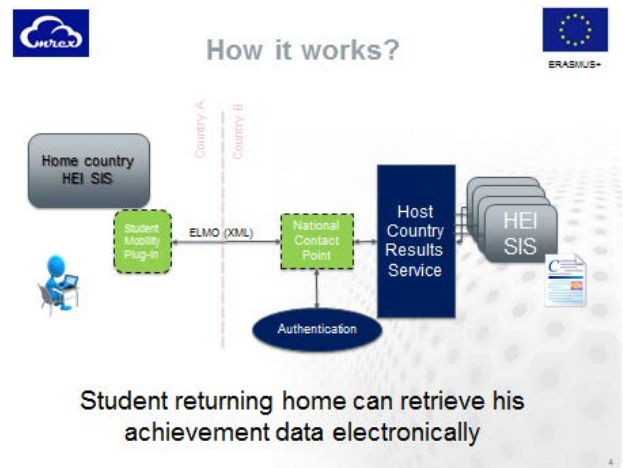 emrex
How it works?
ERASMUS+
Country A
Country B
Home country
HEI SIS
Student
Mobility
Plug-In
ELMO (XML)
National
Contact
Point
Host
Country
Results
Service
HEI
SIS
C
Authentication
Student returning home can retrieve his
achievement data electronically
4